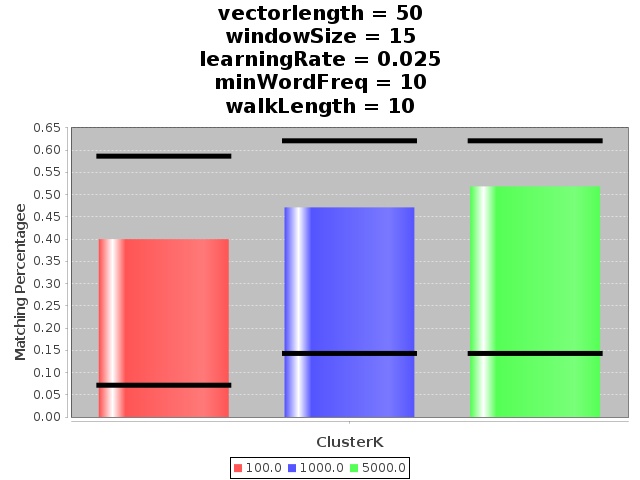 vectorlength = 50
windowSize = 15
learningRate = 0.025
minWordFreq = 10
walkLength = 10
0.65
0.60
0.55
0.50
0.45
0.40
0.35
0.30
0.25
0.20
0.15
0.10
0.05
0.00
Matching Percentagee
ClusterK
100.0 1000.0 5000.0